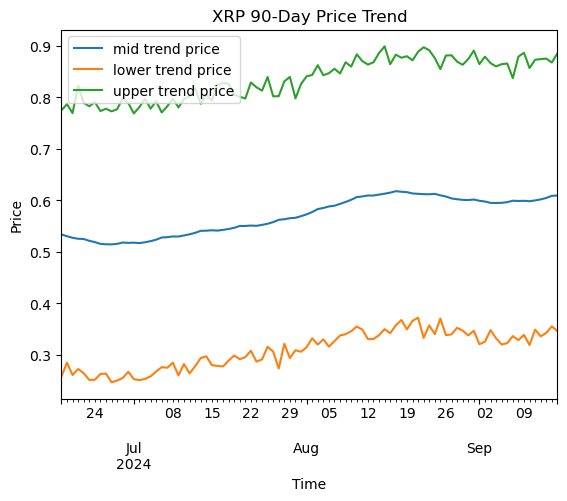 XRP 90-Day Price Trend
mid trend price
lower trend price
upper trend price
Price
0.9
0.8
0.7
0.6
0.5
0.4
0.3
24 08 15 22 29 05 12 19 26 02 09
Jul Aug Sep
2024
Time